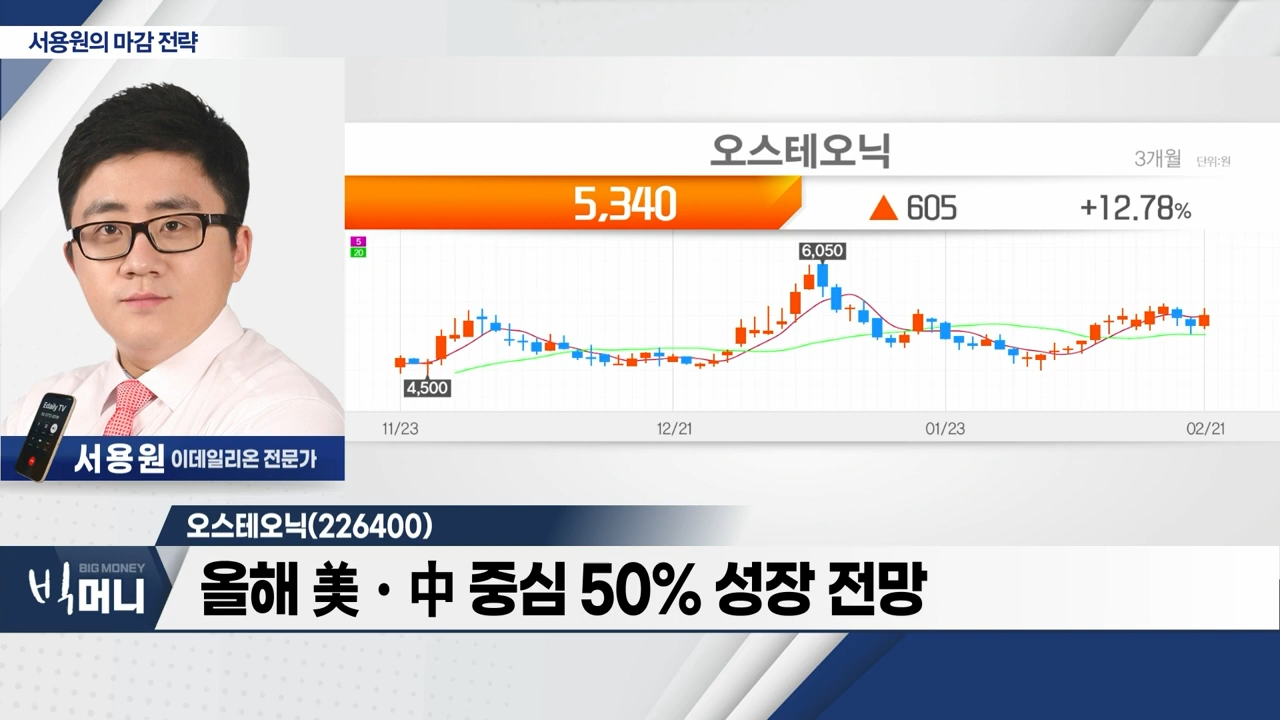 서용원의 마감 전략
오스테오닉
3개월 단위:원
5,340 ▲ 605 +12.78%
5
20
6,050
4,500
11/23 12/21 01/23 02/21
Edaily TV
서용원 이데일리온 전문가
오스테오닉(226400)
BIG MONEY
빅머니
올해 美·中 중심 50% 성장 전망